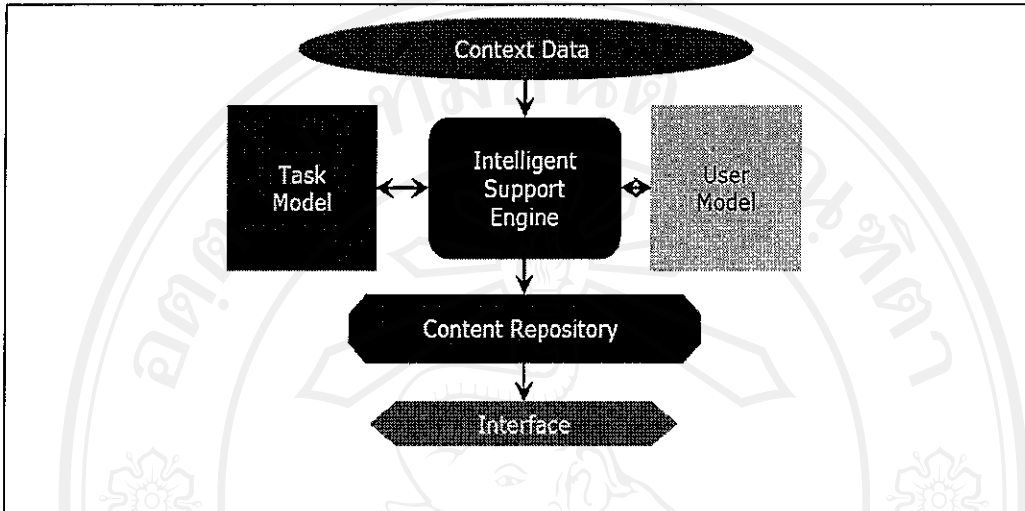 Context Data
Task
Model
Intelligent
Support
Engine
User
Model
Content Repository
Interface